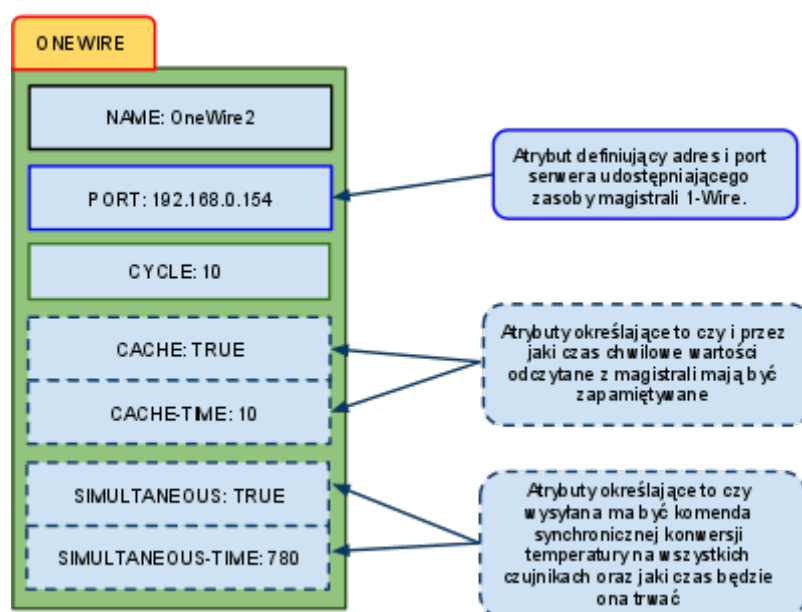 ONEWIRE
NAME: OneWire2
PORT: 192.168.0.154
CYCLE: 10
CACHE: TRUE
CACHE-TIME: 10
SIMULTANEOUS: TRUE
SIMULTANEOUS-TIME: 780
Atrybut definiujący adres i port
serwera udostępniającego
zasoby magistrali 1-Wire.
Atrybuty określające to czy i przez
jaki czas chwilowe wartości
odczytane z magistrali mają być
zapamiętywane
Atrybuty określające to czy
wysyłana ma być komenda
synchronicznej konwersji
temperatury na wszystkich
czujnikach oraz jaki czas będzie
ona trwać